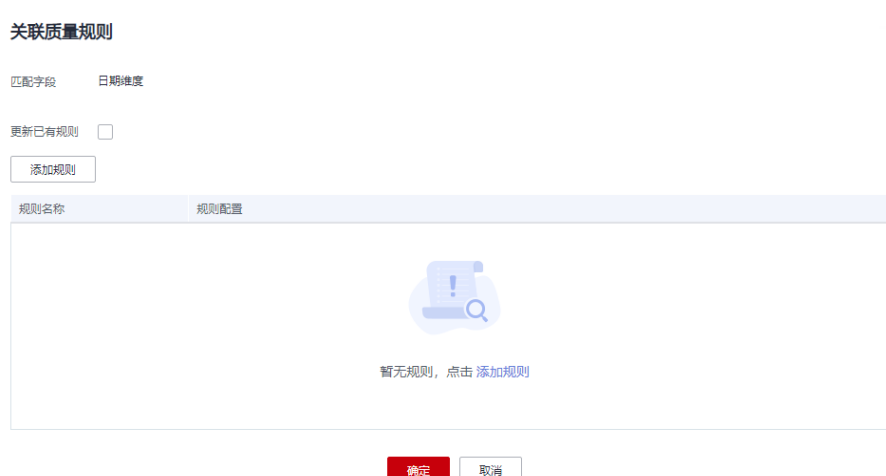 关联质量规则
匹配字段 日期维度
更新已有规则
添加规则
规则名称 规则配置
暂无规则，点击 添加规则
确定 取消